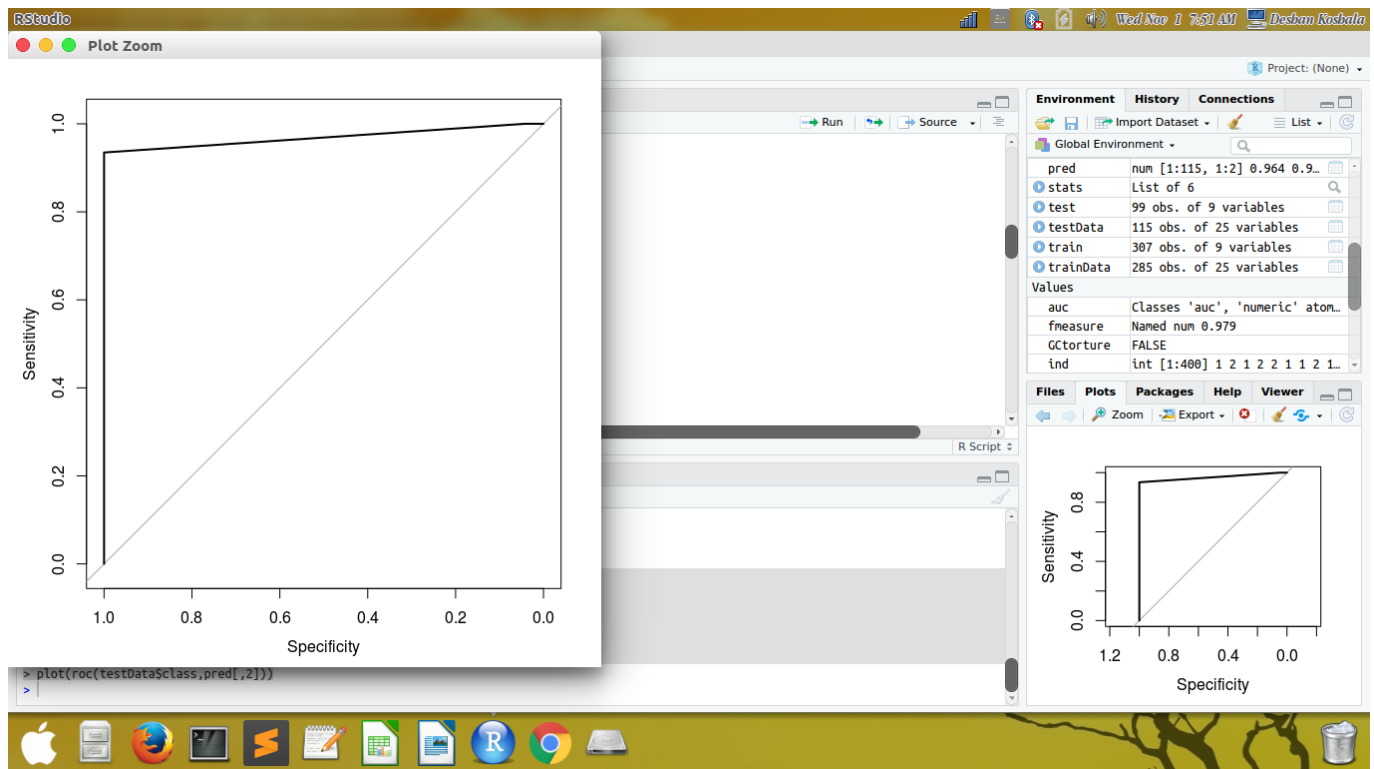 RStudio
Wed Nov 1 7:51 AM Desban Kosbala
Plot Zoom
Project: (None)
1.0
0.8
0.6
0.4
0.2
0.0
Sensitivity
1.0 0.8 0.6 0.4 0.2 0.0
Specificity
Run Source
R Script
> plot(roc(testData$class,pred[,2]))
>
Environment History Connections
Import Dataset List
Global Environment
pred num [1:115, 1:2] 0.964 0.9…
stats List of 6
test 99 obs. of 9 variables
testData 115 obs. of 25 variables
train 307 obs. of 9 variables
trainData 285 obs. of 25 variables
Values
auc Classes 'auc', 'numeric' atom…
fmeasure Named num 0.979
GCtorture FALSE
ind int [1:400] 1 2 1 2 2 1 1 2 1…
Files Plots Packages Help Viewer
Zoom Export
0.8
0.4
0.0
Sensitivity
1.2 0.8 0.4 0.0
Specificity